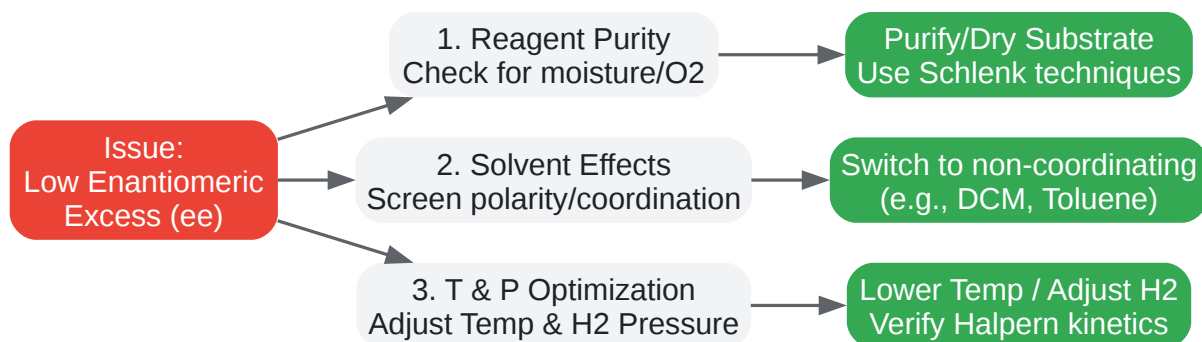 Issue:
Low Enantiomeric
Excess (ee)
1. Reagent Purity
Check for moisture/O2
Purify/Dry Substrate
Use Schlenk techniques
2. Solvent Effects
Screen polarity/coordination
Switch to non-coordinating
(e.g., DCM, Toluene)
3. T & P Optimization
Adjust Temp & H2 Pressure
Lower Temp / Adjust H2
Verify Halpern kinetics